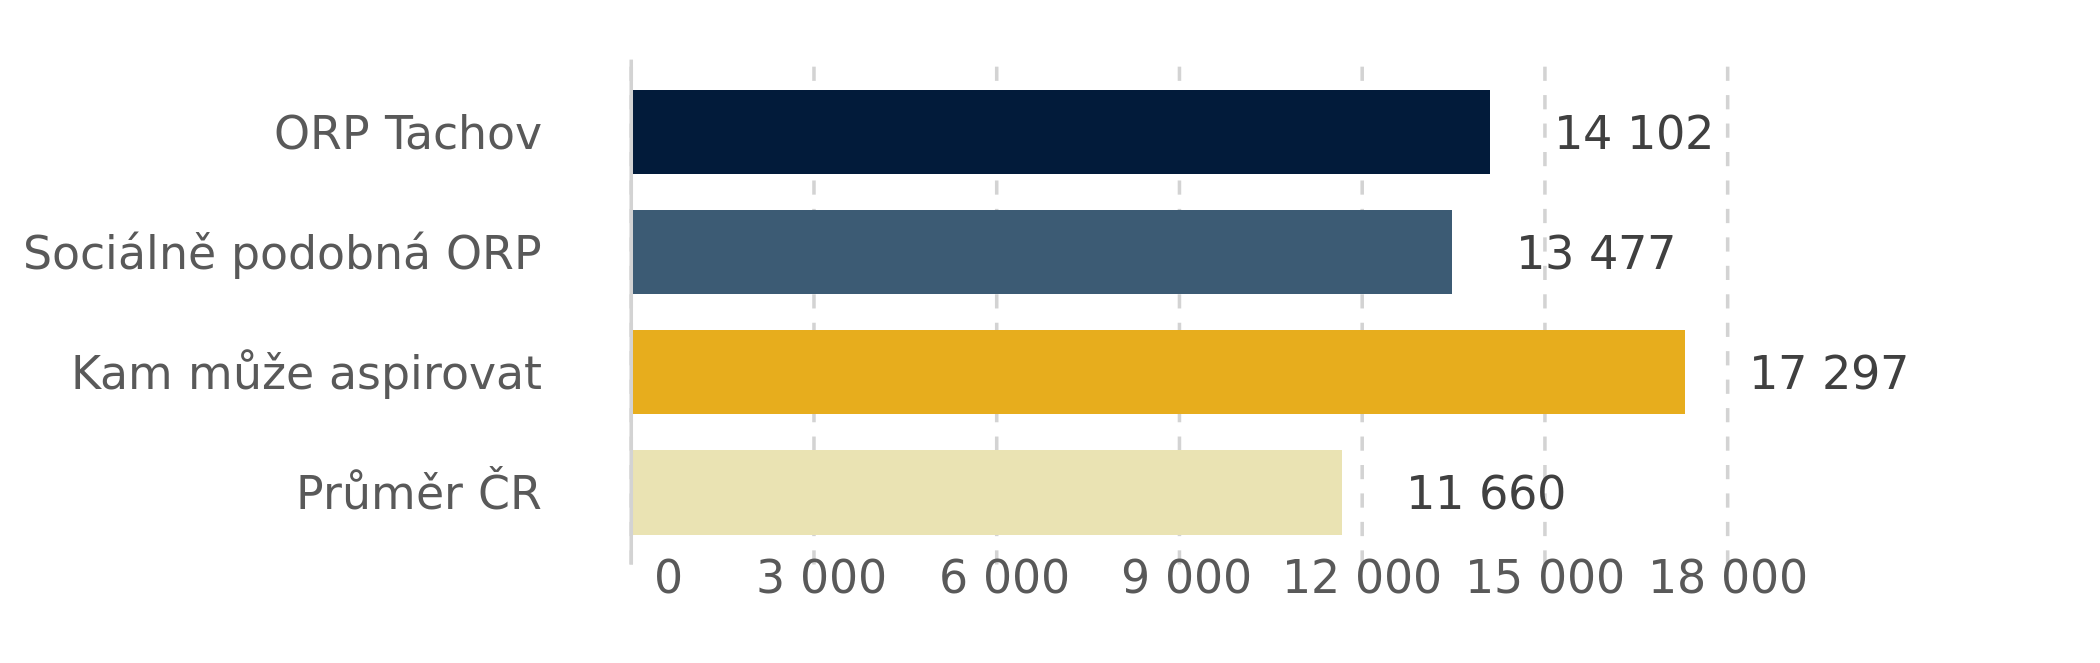 ORP Tachov 14 102
Sociálně podobná ORP 13 477
Kam může aspirovat 17 297
Průměr ČR 11 660
0 3 000 6 000 9 000 12 000 15 000 18 000